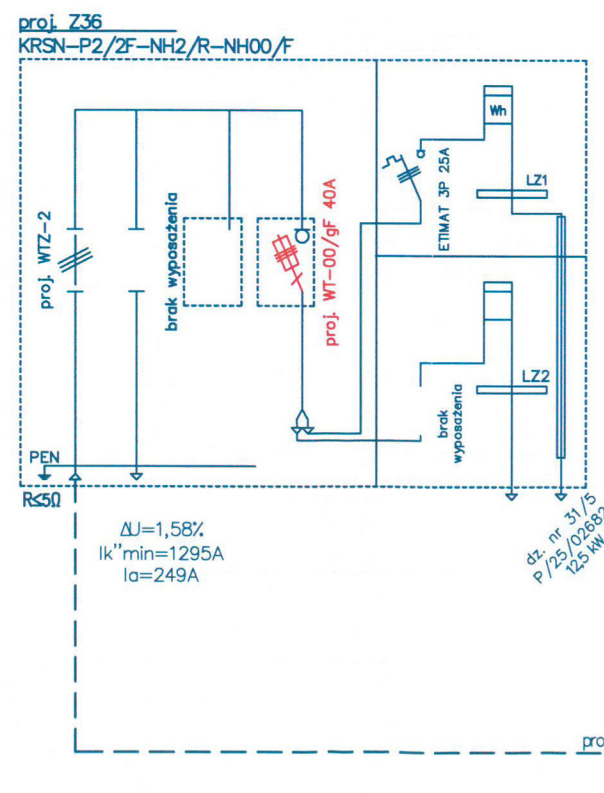 proj. Z36
KRSN-P2/2F-NH2/R-NH00/F
proj. WTZ-2
brak wyposażenia
proj. WT-00/gF 40A
ETIMAT 3P 25A
Wh
LZ1
LZ2
brak
wyposażenia
PEN
R≤5Ω
ΔU=1,58%
Ik"min=1295A
Ia=249A
dz. nr 31/5
P/25/02682
12,5 kW